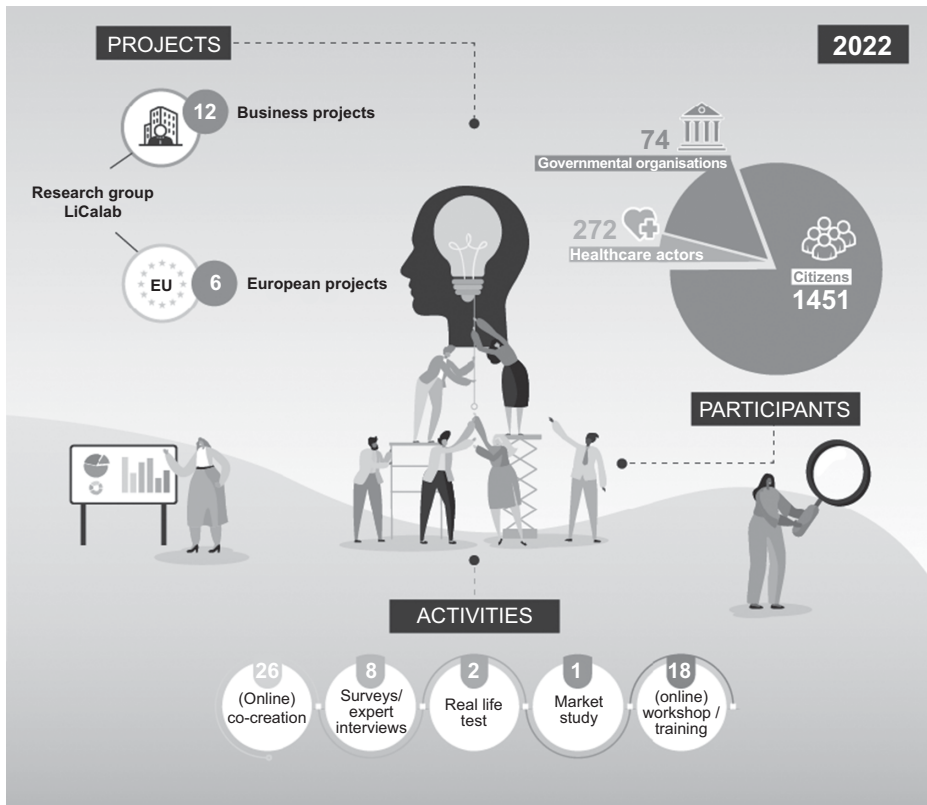 PROJECTS
2022
12
Business projects
Research group
LiCalab
EU
6
European projects
74
Governmental organisations
272
Healthcare actors
Citizens
1451
PARTICIPANTS
ACTIVITIES
26
(Online)
co-creation
8
Surveys/
expert
interviews
2
Real life
test
1
Market
study
18
(online)
workshop /
training